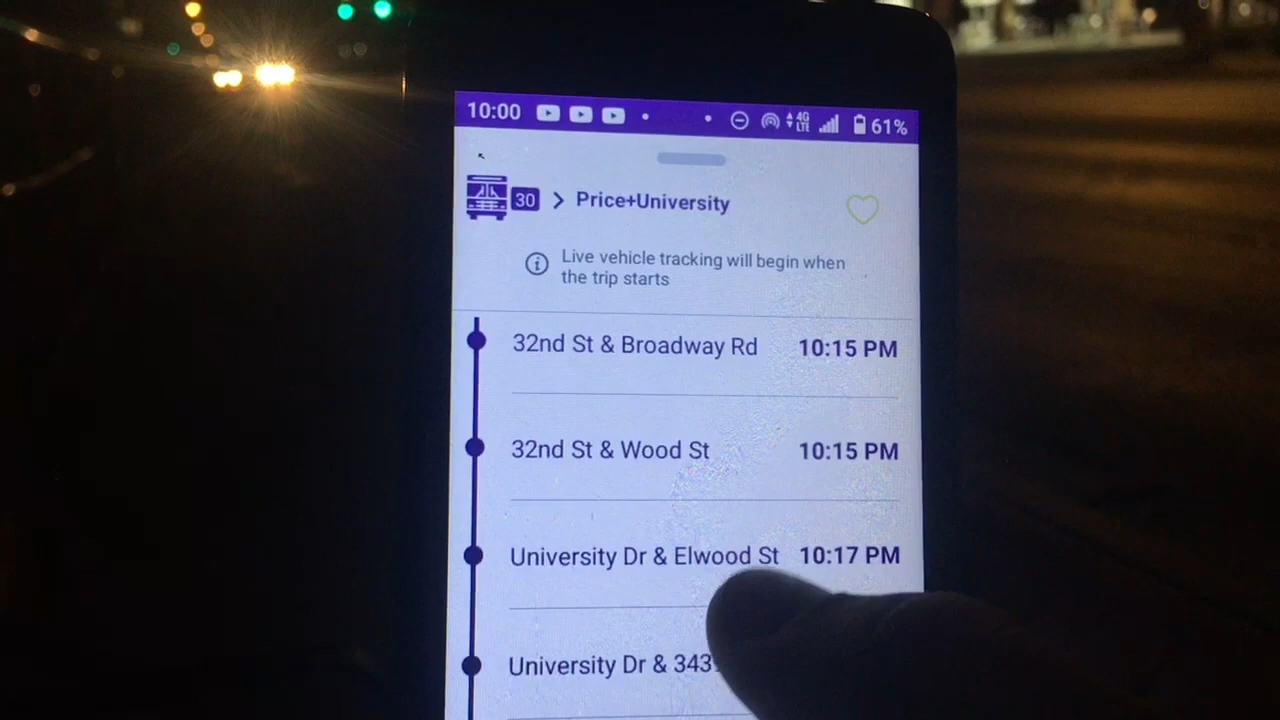 10:00 4G LTE 61%
30 > Price+University
Live vehicle tracking will begin when
the trip starts
32nd St & Broadway Rd 10:15 PM
32nd St & Wood St 10:15 PM
University Dr & Elwood St 10:17 PM
University Dr & 343